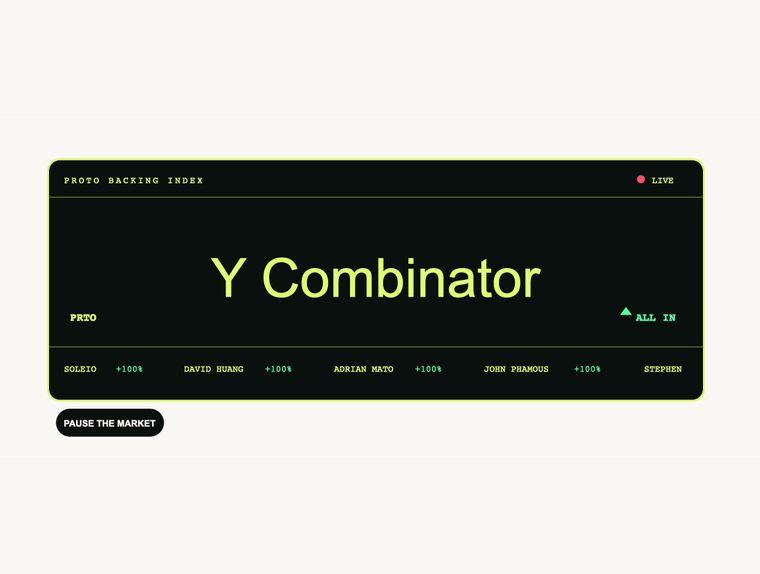 PROTO BACKING INDEX
LIVE
Y Combinator
PRTO
ALL IN
SOLEIO +100% DAVID HUANG +100% ADRIAN MATO +100% JOHN PHAMOUS +100% STEPHEN
PAUSE THE MARKET